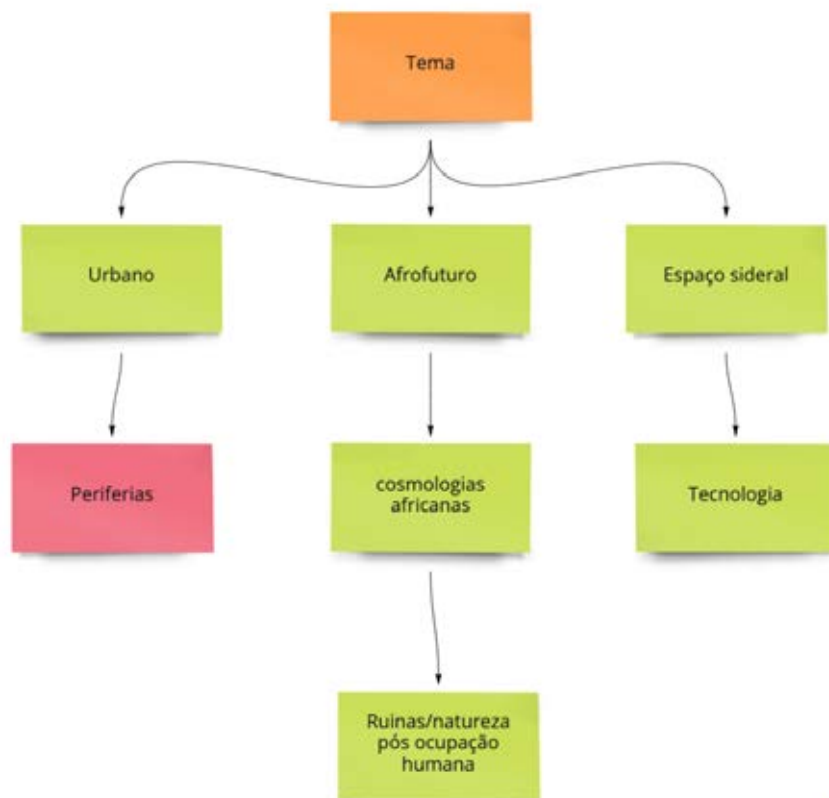 Tema
Urbano
Afrofuturo
Espaço sideral
Periferias
cosmologias
africanas
Tecnologia
Ruinas/natureza
pós ocupação
humana